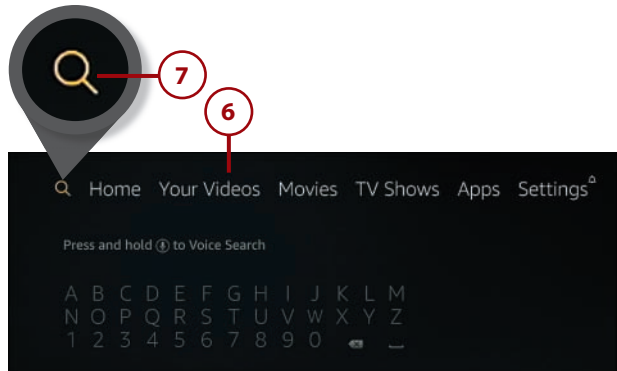 7
6
Home Your Videos Movies TV Shows Apps Settings
Press and hold to Voice Search
A B C D E F G H I J K L M
N O P Q R S T U V W X Y Z
1 2 3 4 5 6 7 8 9 0